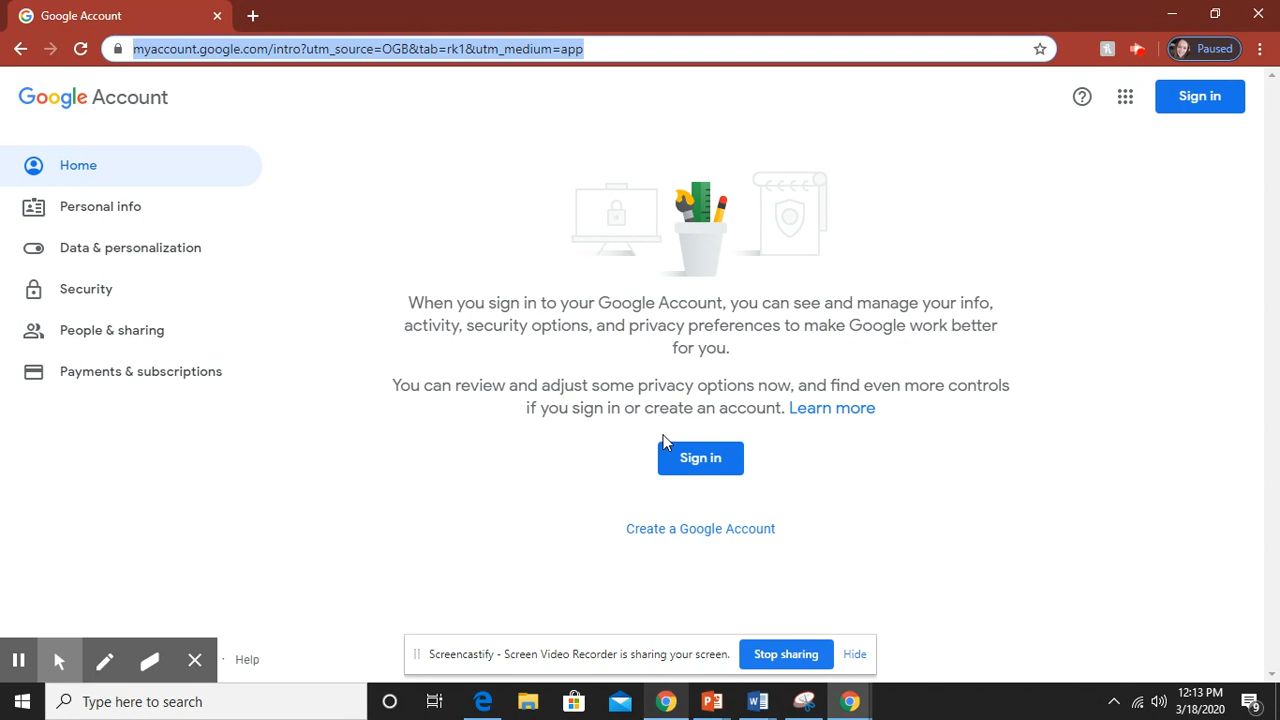 Google Account
myaccount.google.com/intro?utm_source=OGB&tab=rk1&utm_medium=app
Paused
Google Account
Sign in
Home
Personal info
Data & personalization
Security
People & sharing
Payments & subscriptions
When you sign in to your Google Account, you can see and manage your info,
activity, security options, and privacy preferences to make Google work better
for you.
You can review and adjust some privacy options now, and find even more controls
if you sign in or create an account. Learn more
Sign in
Create a Google Account
Help
Screencastify - Screen Video Recorder is sharing your screen.
Stop sharing
Hide
Type here to search
12:13 PM
3/18/2020
9